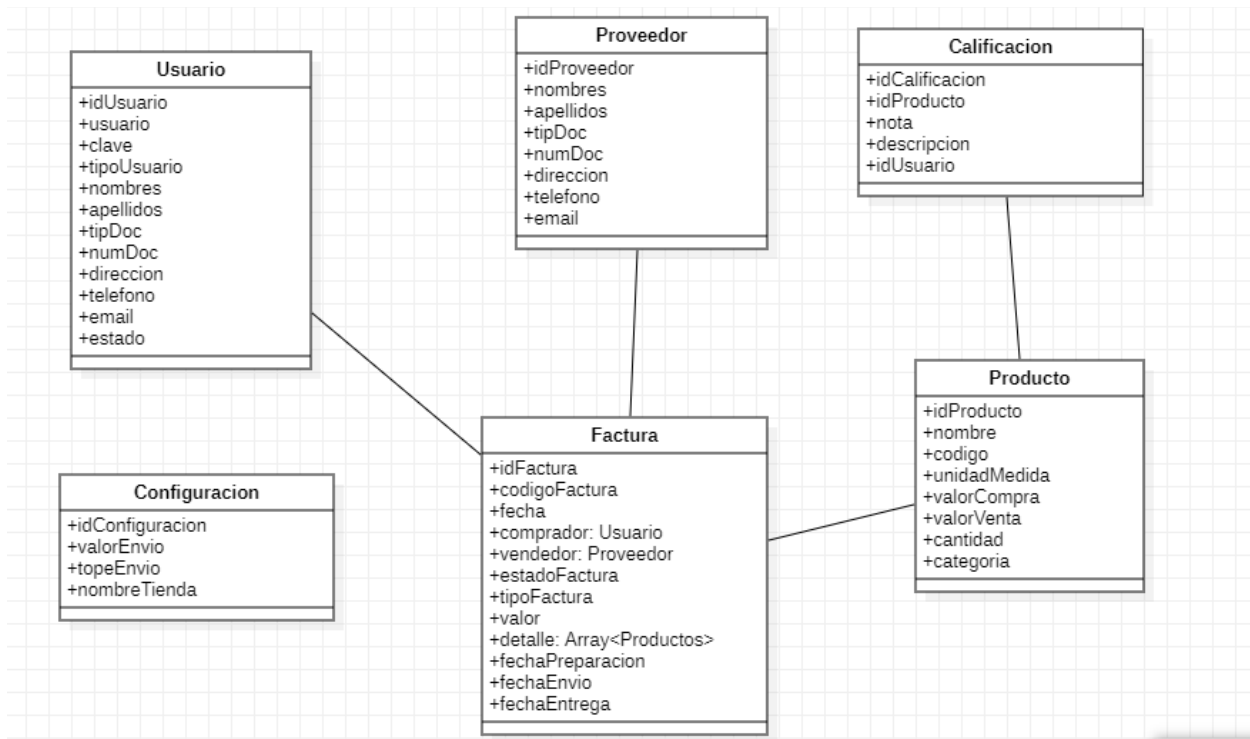 Usuario
+idUsuario
+usuario
+clave
+tipoUsuario
+nombres
+apellidos
+tipDoc
+numDoc
+direccion
+telefono
+email
+estado
Proveedor
+idProveedor
+nombres
+apellidos
+tipDoc
+numDoc
+direccion
+telefono
+email
Calificacion
+idCalificacion
+idProducto
+nota
+descripcion
+idUsuario
Configuracion
+idConfiguracion
+valorEnvio
+topeEnvio
+nombreTienda
Factura
+idFactura
+codigoFactura
+fecha
+comprador: Usuario
+vendedor: Proveedor
+estadoFactura
+tipoFactura
+valor
+detalle: Array<Productos>
+fechaPreparacion
+fechaEnvio
+fechaEntrega
Producto
+idProducto
+nombre
+codigo
+unidadMedida
+valorCompra
+valorVenta
+cantidad
+categoria